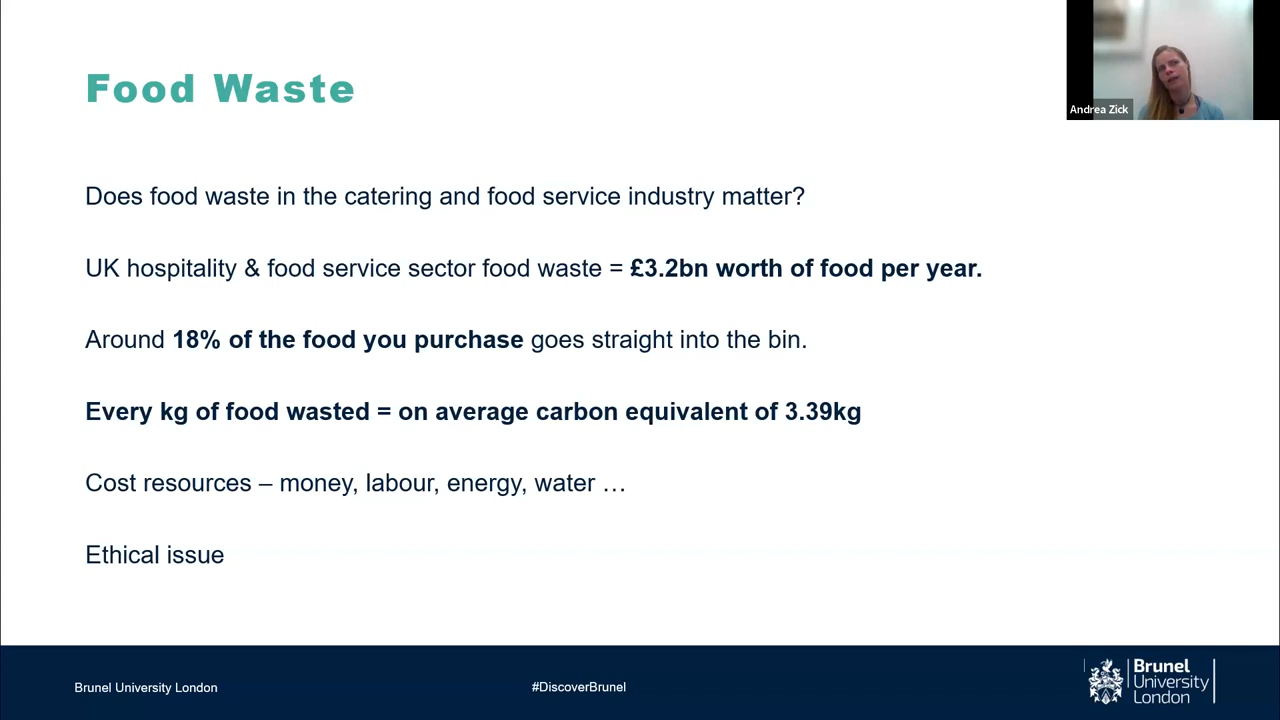 Food Waste
Andrea Zick
Does food waste in the catering and food service industry matter?
UK hospitality & food service sector food waste = £3.2bn worth of food per year.
Around 18% of the food you purchase goes straight into the bin.
Every kg of food wasted = on average carbon equivalent of 3.39kg
Cost resources – money, labour, energy, water …
Ethical issue
Brunel University London
#DiscoverBrunel
Brunel
University
London